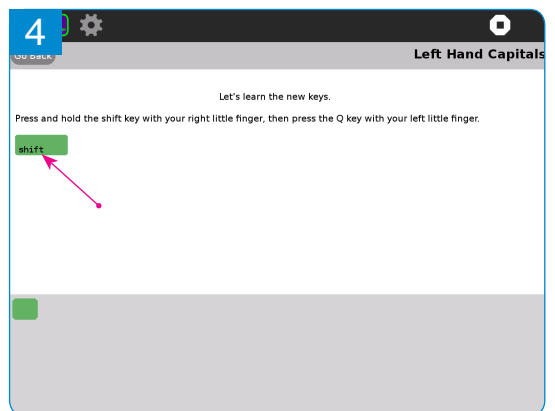 4
Go Back
Left Hand Capitals
Let's learn the new keys.
Press and hold the shift key with your right little finger, then press the Q key with your left little finger.
shift